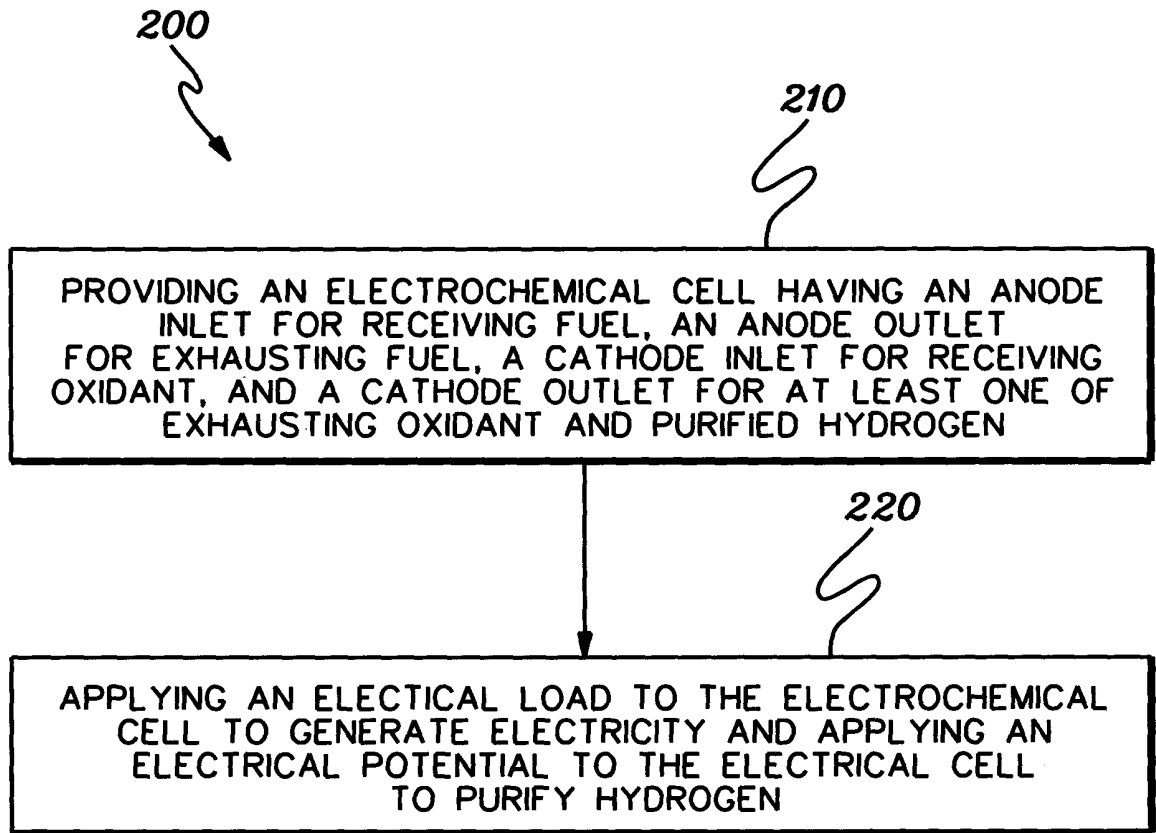 200
210
PROVIDING AN ELECTROCHEMICAL CELL HAVING AN ANODE
INLET FOR RECEIVING FUEL, AN ANODE OUTLET
FOR EXHAUSTING FUEL, A CATHODE INLET FOR RECEIVING
OXIDANT, AND A CATHODE OUTLET FOR AT LEAST ONE OF
EXHAUSTING OXIDANT AND PURIFIED HYDROGEN
220
APPLYING AN ELECTICAL LOAD TO THE ELECTROCHEMICAL
CELL TO GENERATE ELECTRICITY AND APPLYING AN
ELECTRICAL POTENTIAL TO THE ELECTRICAL CELL
TO PURIFY HYDROGEN